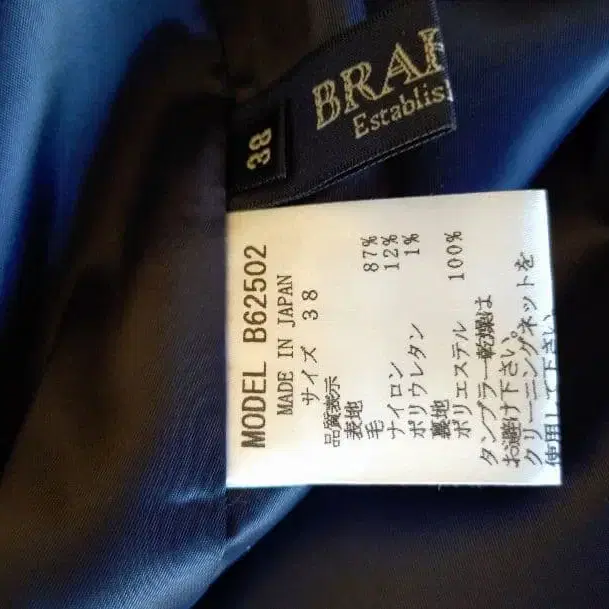 BRAF
Establis
38
MODEL B62502
MADE IN JAPAN
サイズ 38
品質表示
表地
毛 87%
ナイロン 12%
ポリウレタン 1%
裏地
ポリエステル 100%
タンブラー乾燥は
お避け下さい。
クリーニングネットを
使用して下さい。